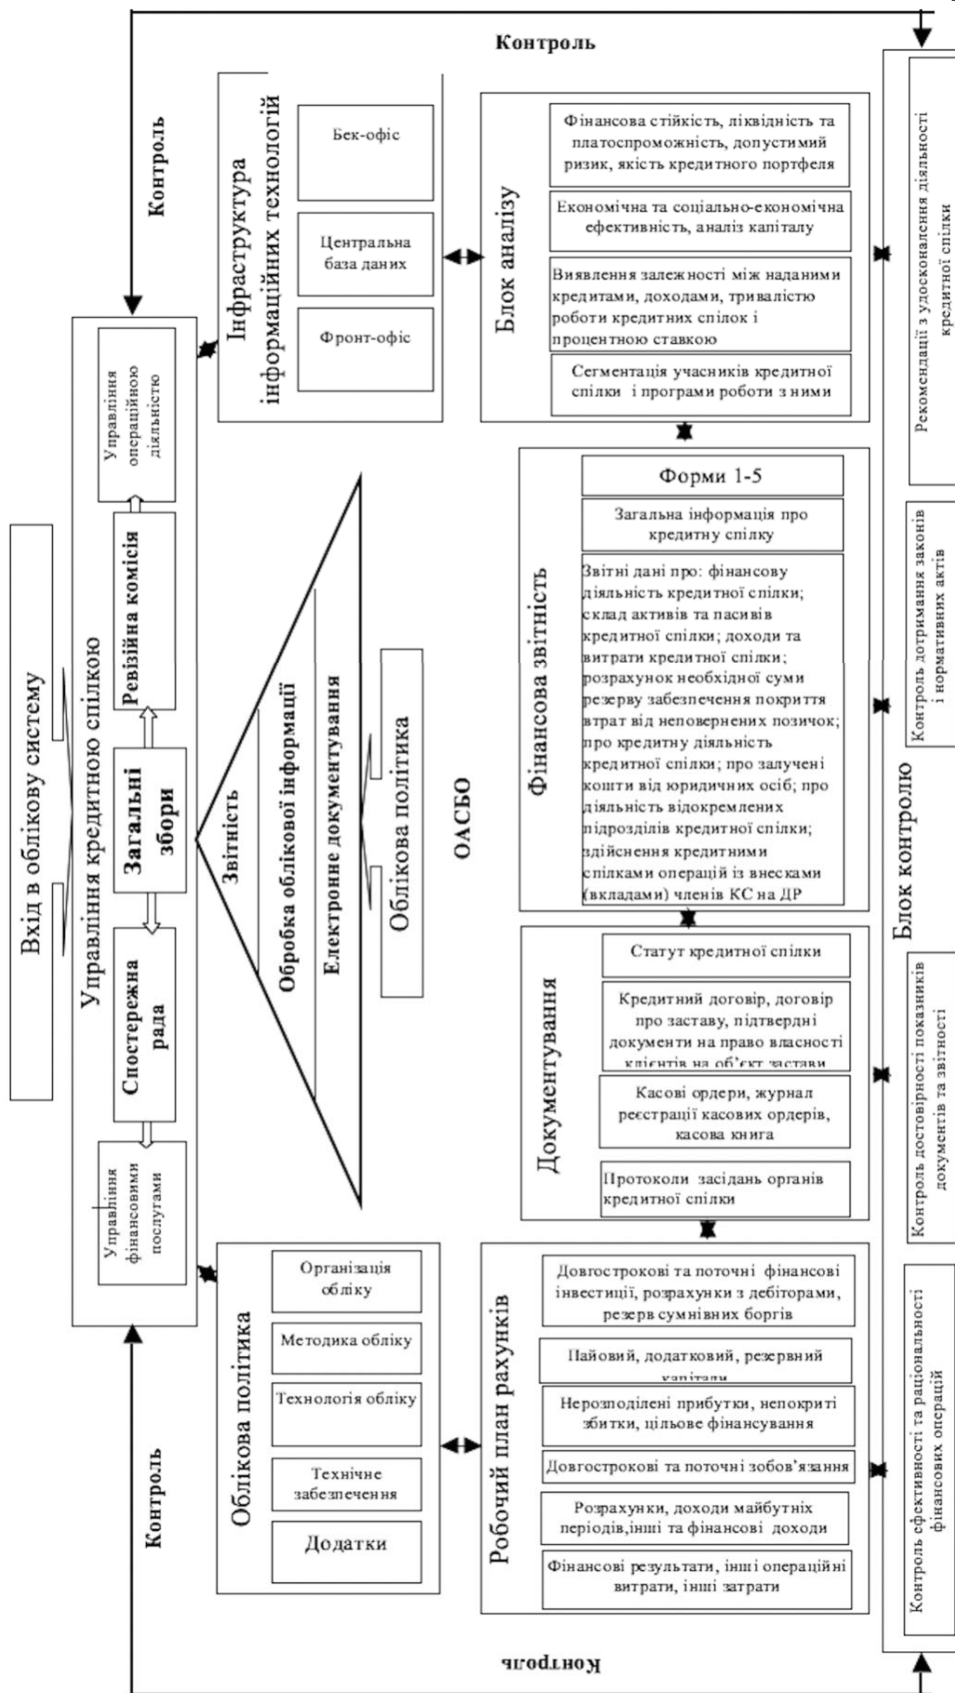 Вхід в облікову систему
Управління кредитною спілкою
Управління
фінансовими
послугами
Спостережна
рада
Загальні
збори
Ревізійна комісія
Управління
операційною
діяльністю
Контроль
Контроль
Контроль
Контроль
Облікова політика
Організація
обліку
Методика обліку
Технологія обліку
Технічне
забезпечення
Додатки
Звітність
Обробка облікової інформації
Електронне документування
Облікова політика
ОАСБО
Інфраструктура
інформаційних технологій
Фронт-офіс
Центральна
база даних
Бек-офіс
Робочий план рахунків
Довгострокові та поточні фінансові
інвестиції, розрахунки з дебіторами,
резерв сумнівних боргів
Пайовий, додатковий, резервний
капітали
Нерозподілені прибутки, непокриті
збитки, цільове фінансування
Довгострокові та поточні зобов’язання
Розрахунки, доходи майбутніх
періодів,інші та фінансові доходи
Фінансові результати, інші операційні
витрати, інші затрати
Документування
Статут кредитної спілки
Кредитний договір, договір
про заставу, підтвердні
документи на право власності
клієнтів на об’єкт застави
Касові ордери, журнал
реєстрації касових ордерів,
касова книга
Протоколи засідань органів
кредитної спілки
Фінансова звітність
Форми 1-5
Загальна інформація про
кредитну спілку
Звітні дані про: фінансову
діяльність кредитної спілки;
склад активів та пасивів
кредитної спілки; доходи та
витрати кредитної спілки;
розрахунок необхідної суми
резерву забезпечення покриття
втрат від неповернених позичок;
про кредитну діяльність
кредитної спілки; про залучені
кошти від юридичних осіб; про
діяльність відокремлених
підрозділів кредитної спілки;
здійснення кредитними
спілками операцій із внесками
(вкладами) членів КС на ДР
Блок аналізу
Фінансова стійкість, ліквідність та
платоспроможність, допустимий
ризик, якість кредитного портфеля
Економічна та соціально-економічна
ефективність, аналіз капіталу
Виявлення залежності між наданими
кредитами, доходами, тривалістю
роботи кредитних спілок і
процентною ставкою
Сегментація учасників кредитної
спілки і програми роботи з ними
Блок контролю
Контроль ефективності та раціональності
фінансових операцій
Контроль достовірності показників
документів та звітності
Контроль дотримання законів
і нормативних актів
Рекомендації з удосконалення діяльності
кредитної спілки